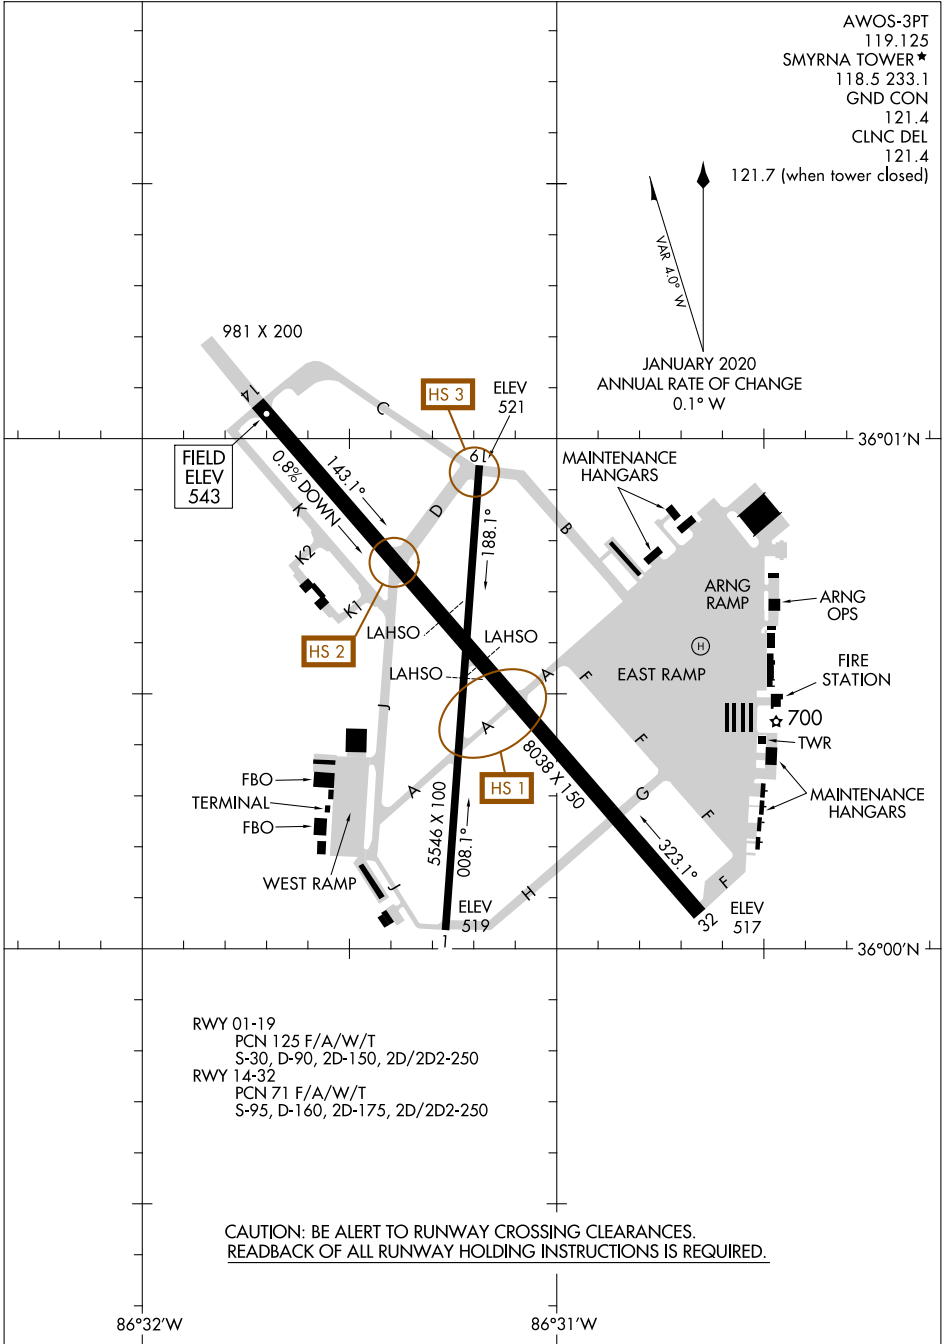 AWOS-3PT
119.125
SMYRNA TOWER★
118.5 233.1
GND CON
121.4
CLNC DEL
121.4
121.7 (when tower closed)
VAR 4.0° W
JANUARY 2020
ANNUAL RATE OF CHANGE
0.1° W
981 X 200
14
C
HS 3
ELEV
521
19
36°01'N
FIELD
ELEV
543
143.1°
0.8% DOWN
K
D
188.1°
B
MAINTENANCE
HANGARS
K2
K1
HS 2
LAHSO
LAHSO
LAHSO
ARNG
RAMP
ARNG
OPS
H
EAST RAMP
FIRE
STATION
A
F
J
A
F
700
TWR
HS 1
8038 X 150
FBO
TERMINAL
FBO
A
5546 X 100
008.1°
G
F
MAINTENANCE
HANGARS
323.1°
WEST RAMP
J
H
F
ELEV
519
1
32
ELEV
517
36°00'N
RWY 01-19
PCN 125 F/A/W/T
S-30, D-90, 2D-150, 2D/2D2-250
RWY 14-32
PCN 71 F/A/W/T
S-95, D-160, 2D-175, 2D/2D2-250
CAUTION: BE ALERT TO RUNWAY CROSSING CLEARANCES.
READBACK OF ALL RUNWAY HOLDING INSTRUCTIONS IS REQUIRED.
86°32'W
86°31'W